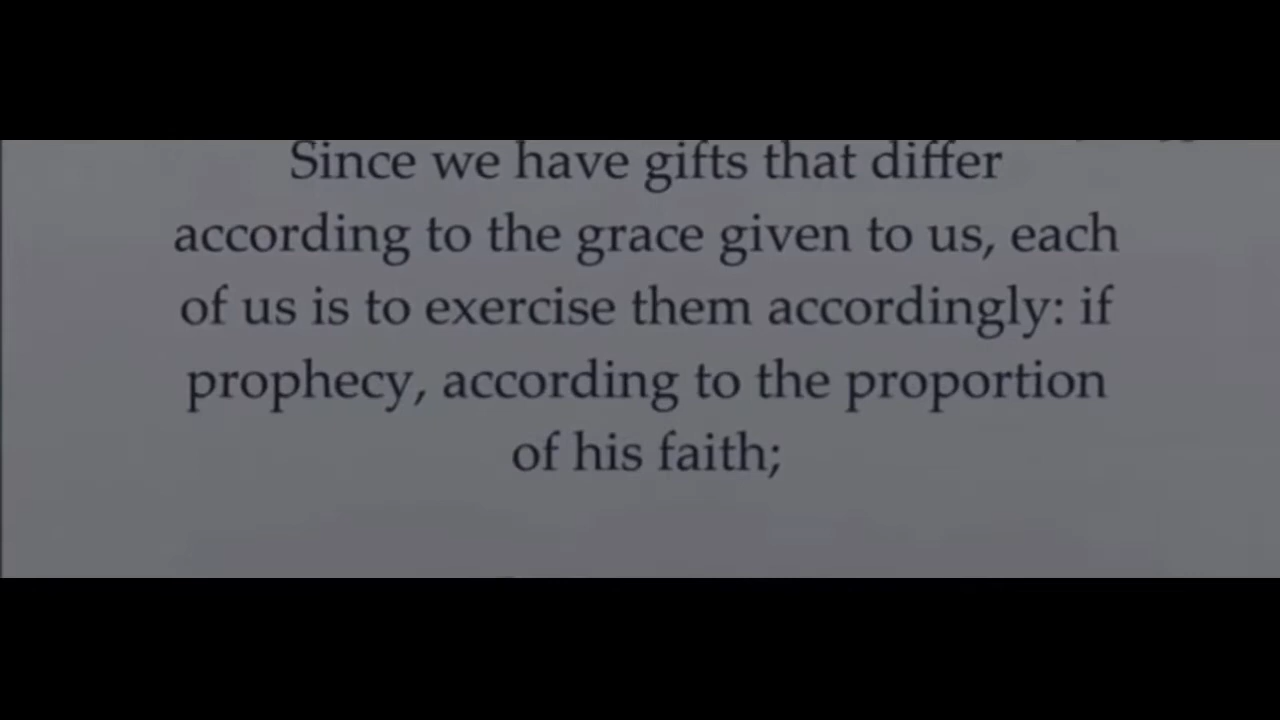 Since we have gifts that differ
according to the grace given to us, each
of us is to exercise them accordingly: if
prophecy, according to the proportion
of his faith;